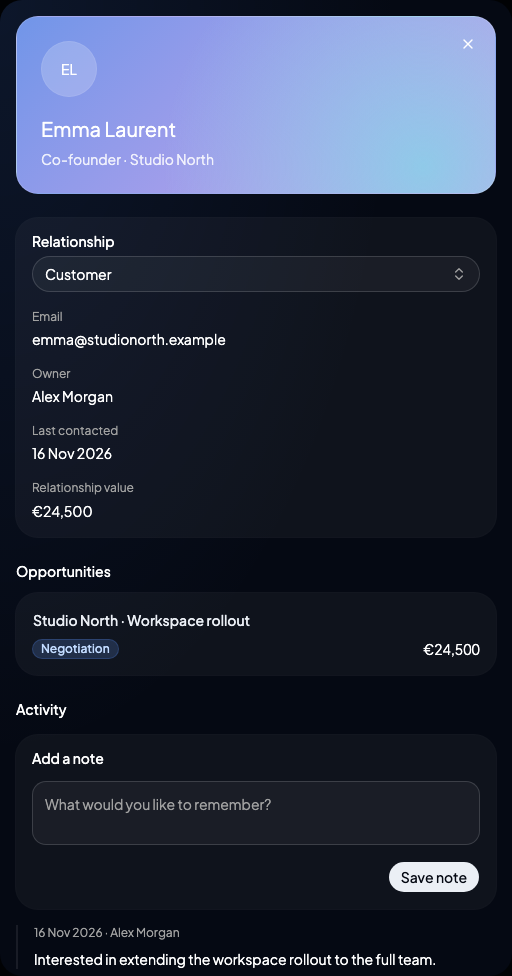 EL
Emma Laurent
Co-founder · Studio North
Relationship
Customer
Email
emma@studionorth.example
Owner
Alex Morgan
Last contacted
16 Nov 2026
Relationship value
€24,500
Opportunities
Studio North · Workspace rollout
Negotiation €24,500
Activity
Add a note
What would you like to remember?
Save note
16 Nov 2026 · Alex Morgan
Interested in extending the workspace rollout to the full team.